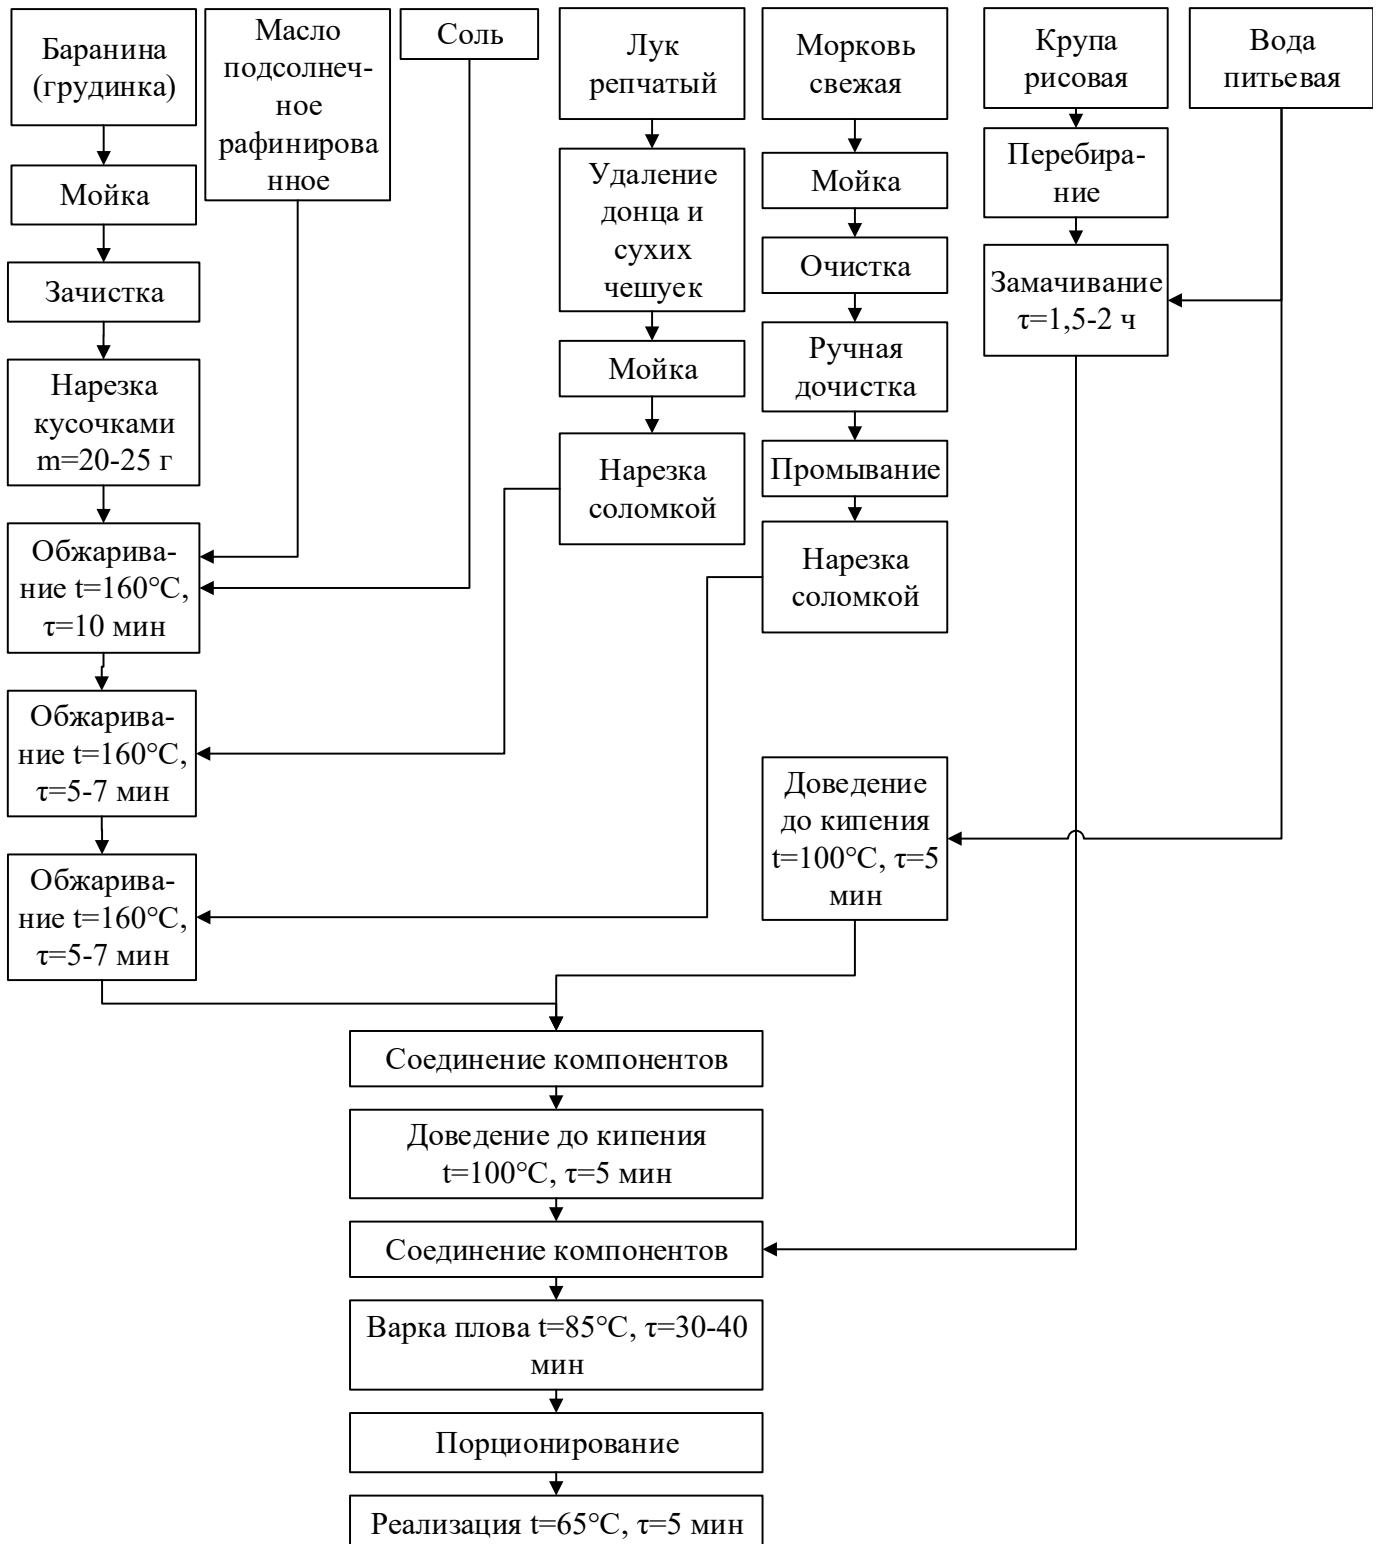 Баранина
(грудинка)
Масло
подсолнеч-
ное
рафинирова
нное
Соль
Лук
репчатый
Морковь
свежая
Крупа
рисовая
Вода
питьевая
Мойка
Зачистка
Нарезка
кусочками
m=20-25 г
Обжарива-
ние t=160°С,
τ=10 мин
Обжарива-
ние t=160°С,
τ=5-7 мин
Обжарива-
ние t=160°С,
τ=5-7 мин
Удаление
донца и
сухих
чешуек
Мойка
Нарезка
соломкой
Мойка
Очистка
Ручная
дочистка
Промывание
Нарезка
соломкой
Перебира-
ние
Замачивание
τ=1,5-2 ч
Доведение
до кипения
t=100°С, τ=5
мин
Соединение компонентов
Доведение до кипения
t=100°С, τ=5 мин
Соединение компонентов
Варка плова t=85°С, τ=30-40
мин
Порционирование
Реализация t=65°С, τ=5 мин